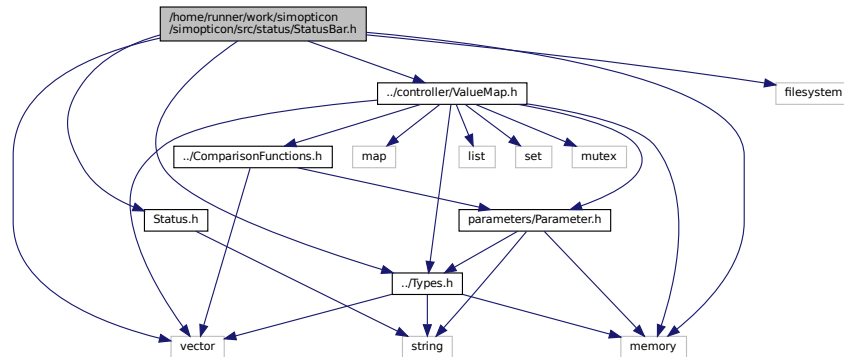 /home/runner/work/simopticon
/simopticon/src/status/StatusBar.h
../controller/ValueMap.h
filesystem
../ComparisonFunctions.h
map
list
set
mutex
Status.h
parameters/Parameter.h
../Types.h
vector
string
memory